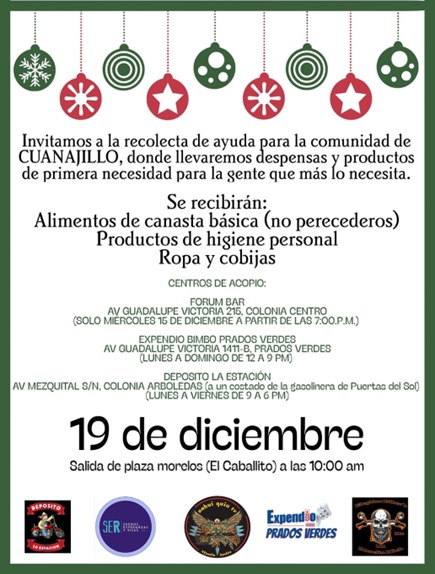 Invitamos a la recolecta de ayuda para la comunidad de
CUANAJILLO, donde llevaremos despensas y productos
de primera necesidad para la gente que más lo necesita.
Se recibirán:
Alimentos de canasta básica (no perecederos)
Productos de higiene personal
Ropa y cobijas
CENTROS DE ACOPIO:
FORUM BAR
AV GUADALUPE VICTORIA 215, COLONIA CENTRO
(SOLO MIÉRCOLES 15 DE DICIEMBRE A PARTIR DE LAS 7:00.P.M.)
EXPENDIO BIMBO PRADOS VERDES
AV GUADALUPE VICTORIA 1411-B, PRADOS VERDES
(LUNES A DOMINGO DE 12 A 9 PM)
DEPOSITO LA ESTACIÓN
AV MEZQUITAL S/N, COLONIA ARBOLEDAS (a un costado de la gasolinera de Puertas del Sol)
(LUNES A VIERNES DE 9 A 6 PM)
19 de diciembre
Salida de plaza morelos (El Caballito) a las 10:00 am
DEPOSITO
LA ESTACION
SER
Expendio
PRADOS VERDES